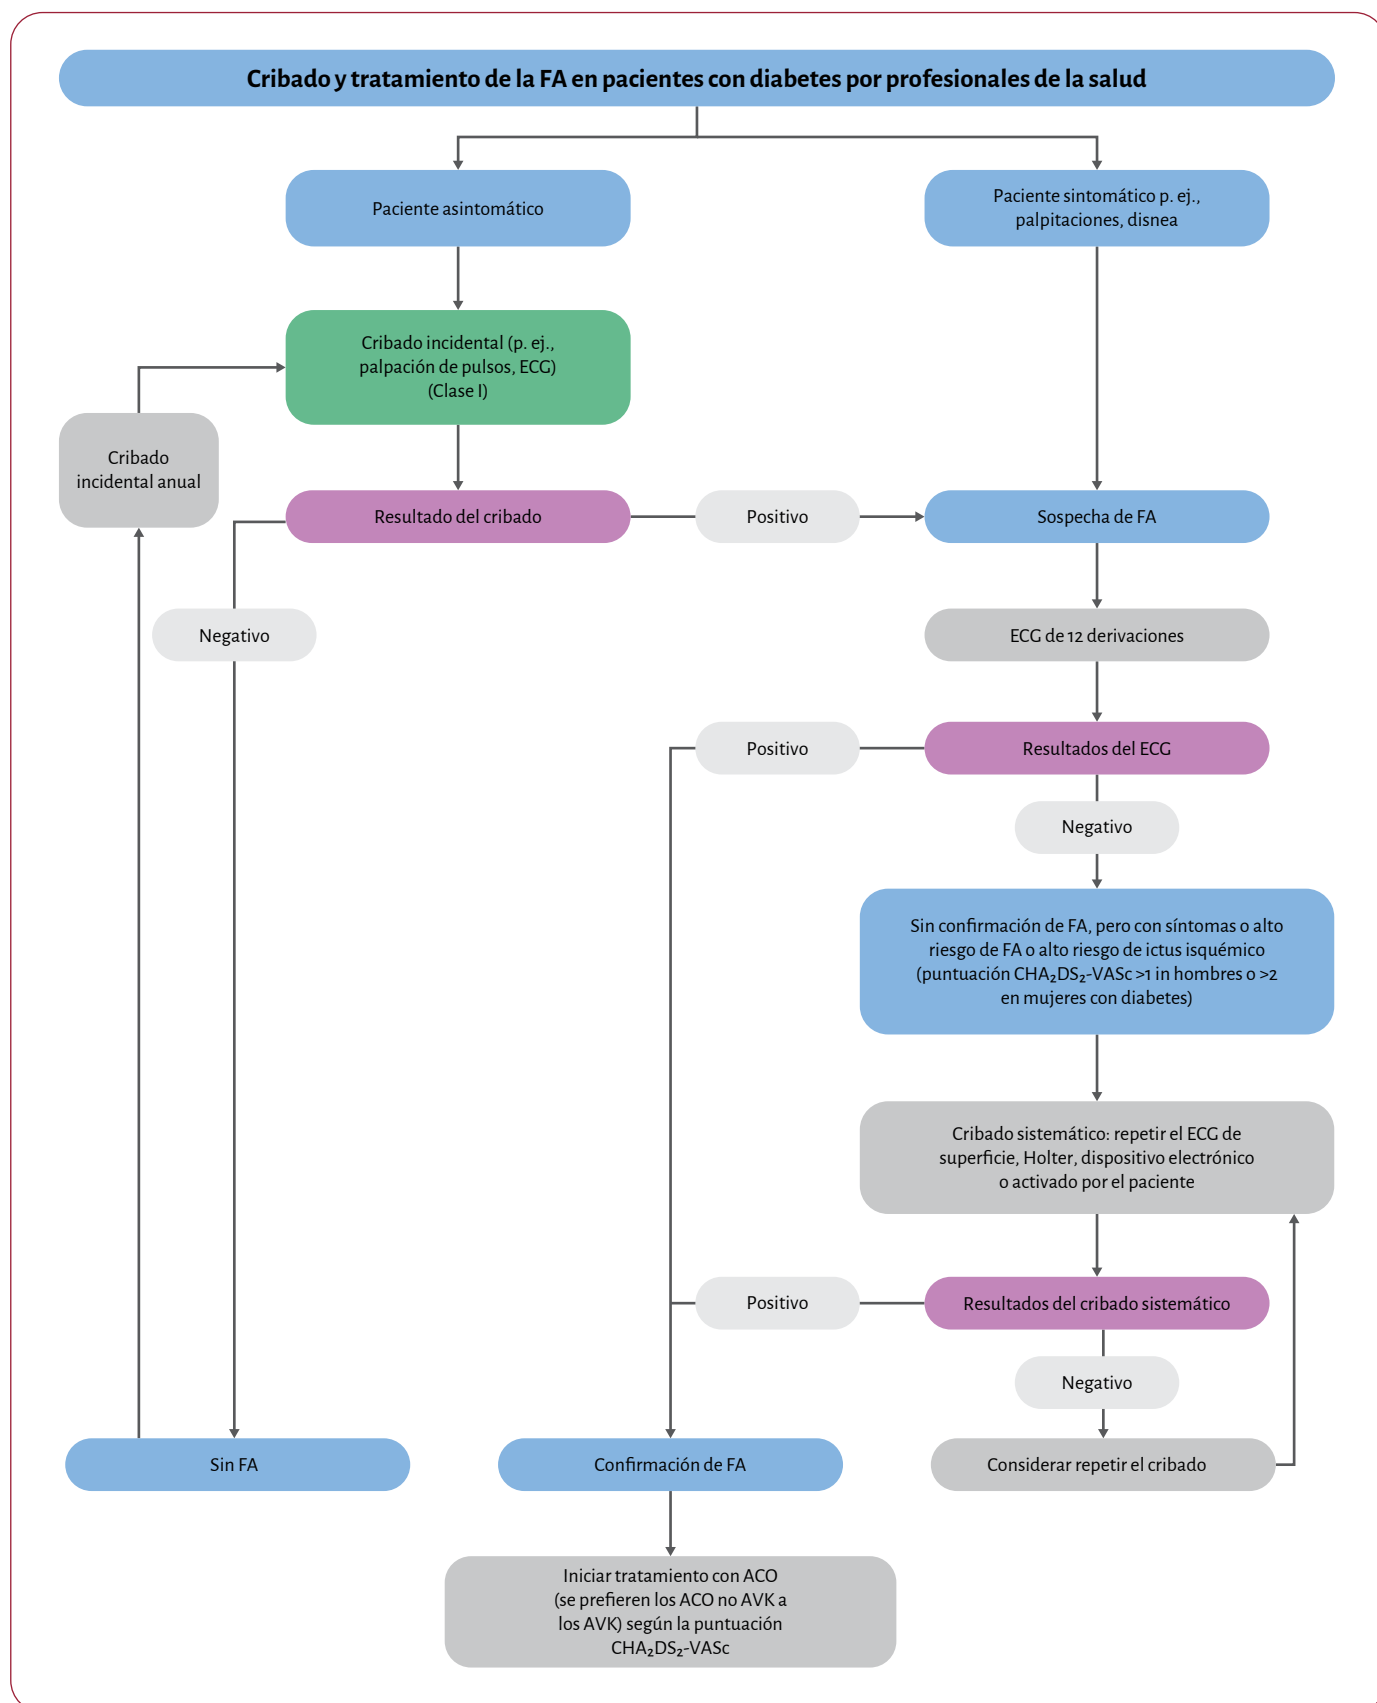 Cribado y tratamiento de la FA en pacientes con diabetes por profesionales de la salud
Paciente asintomático
Paciente sintomático p. ej.,
palpitaciones, disnea
Cribado incidental (p. ej.,
palpación de pulsos, ECG)
(Clase I)
Cribado
incidental anual
Resultado del cribado
Positivo
Sospecha de FA
Negativo
ECG de 12 derivaciones
Positivo
Resultados del ECG
Negativo
Sin confirmación de FA, pero con síntomas o alto
riesgo de FA o alto riesgo de ictus isquémico
(puntuación CHA₂DS₂-VASc >1 in hombres o >2
en mujeres con diabetes)
Cribado sistemático: repetir el ECG de
superficie, Holter, dispositivo electrónico
o activado por el paciente
Positivo
Resultados del cribado sistemático
Negativo
Sin FA
Confirmación de FA
Considerar repetir el cribado
Iniciar tratamiento con ACO
(se prefieren los ACO no AVK a
los AVK) según la puntuación
CHA₂DS₂-VASc